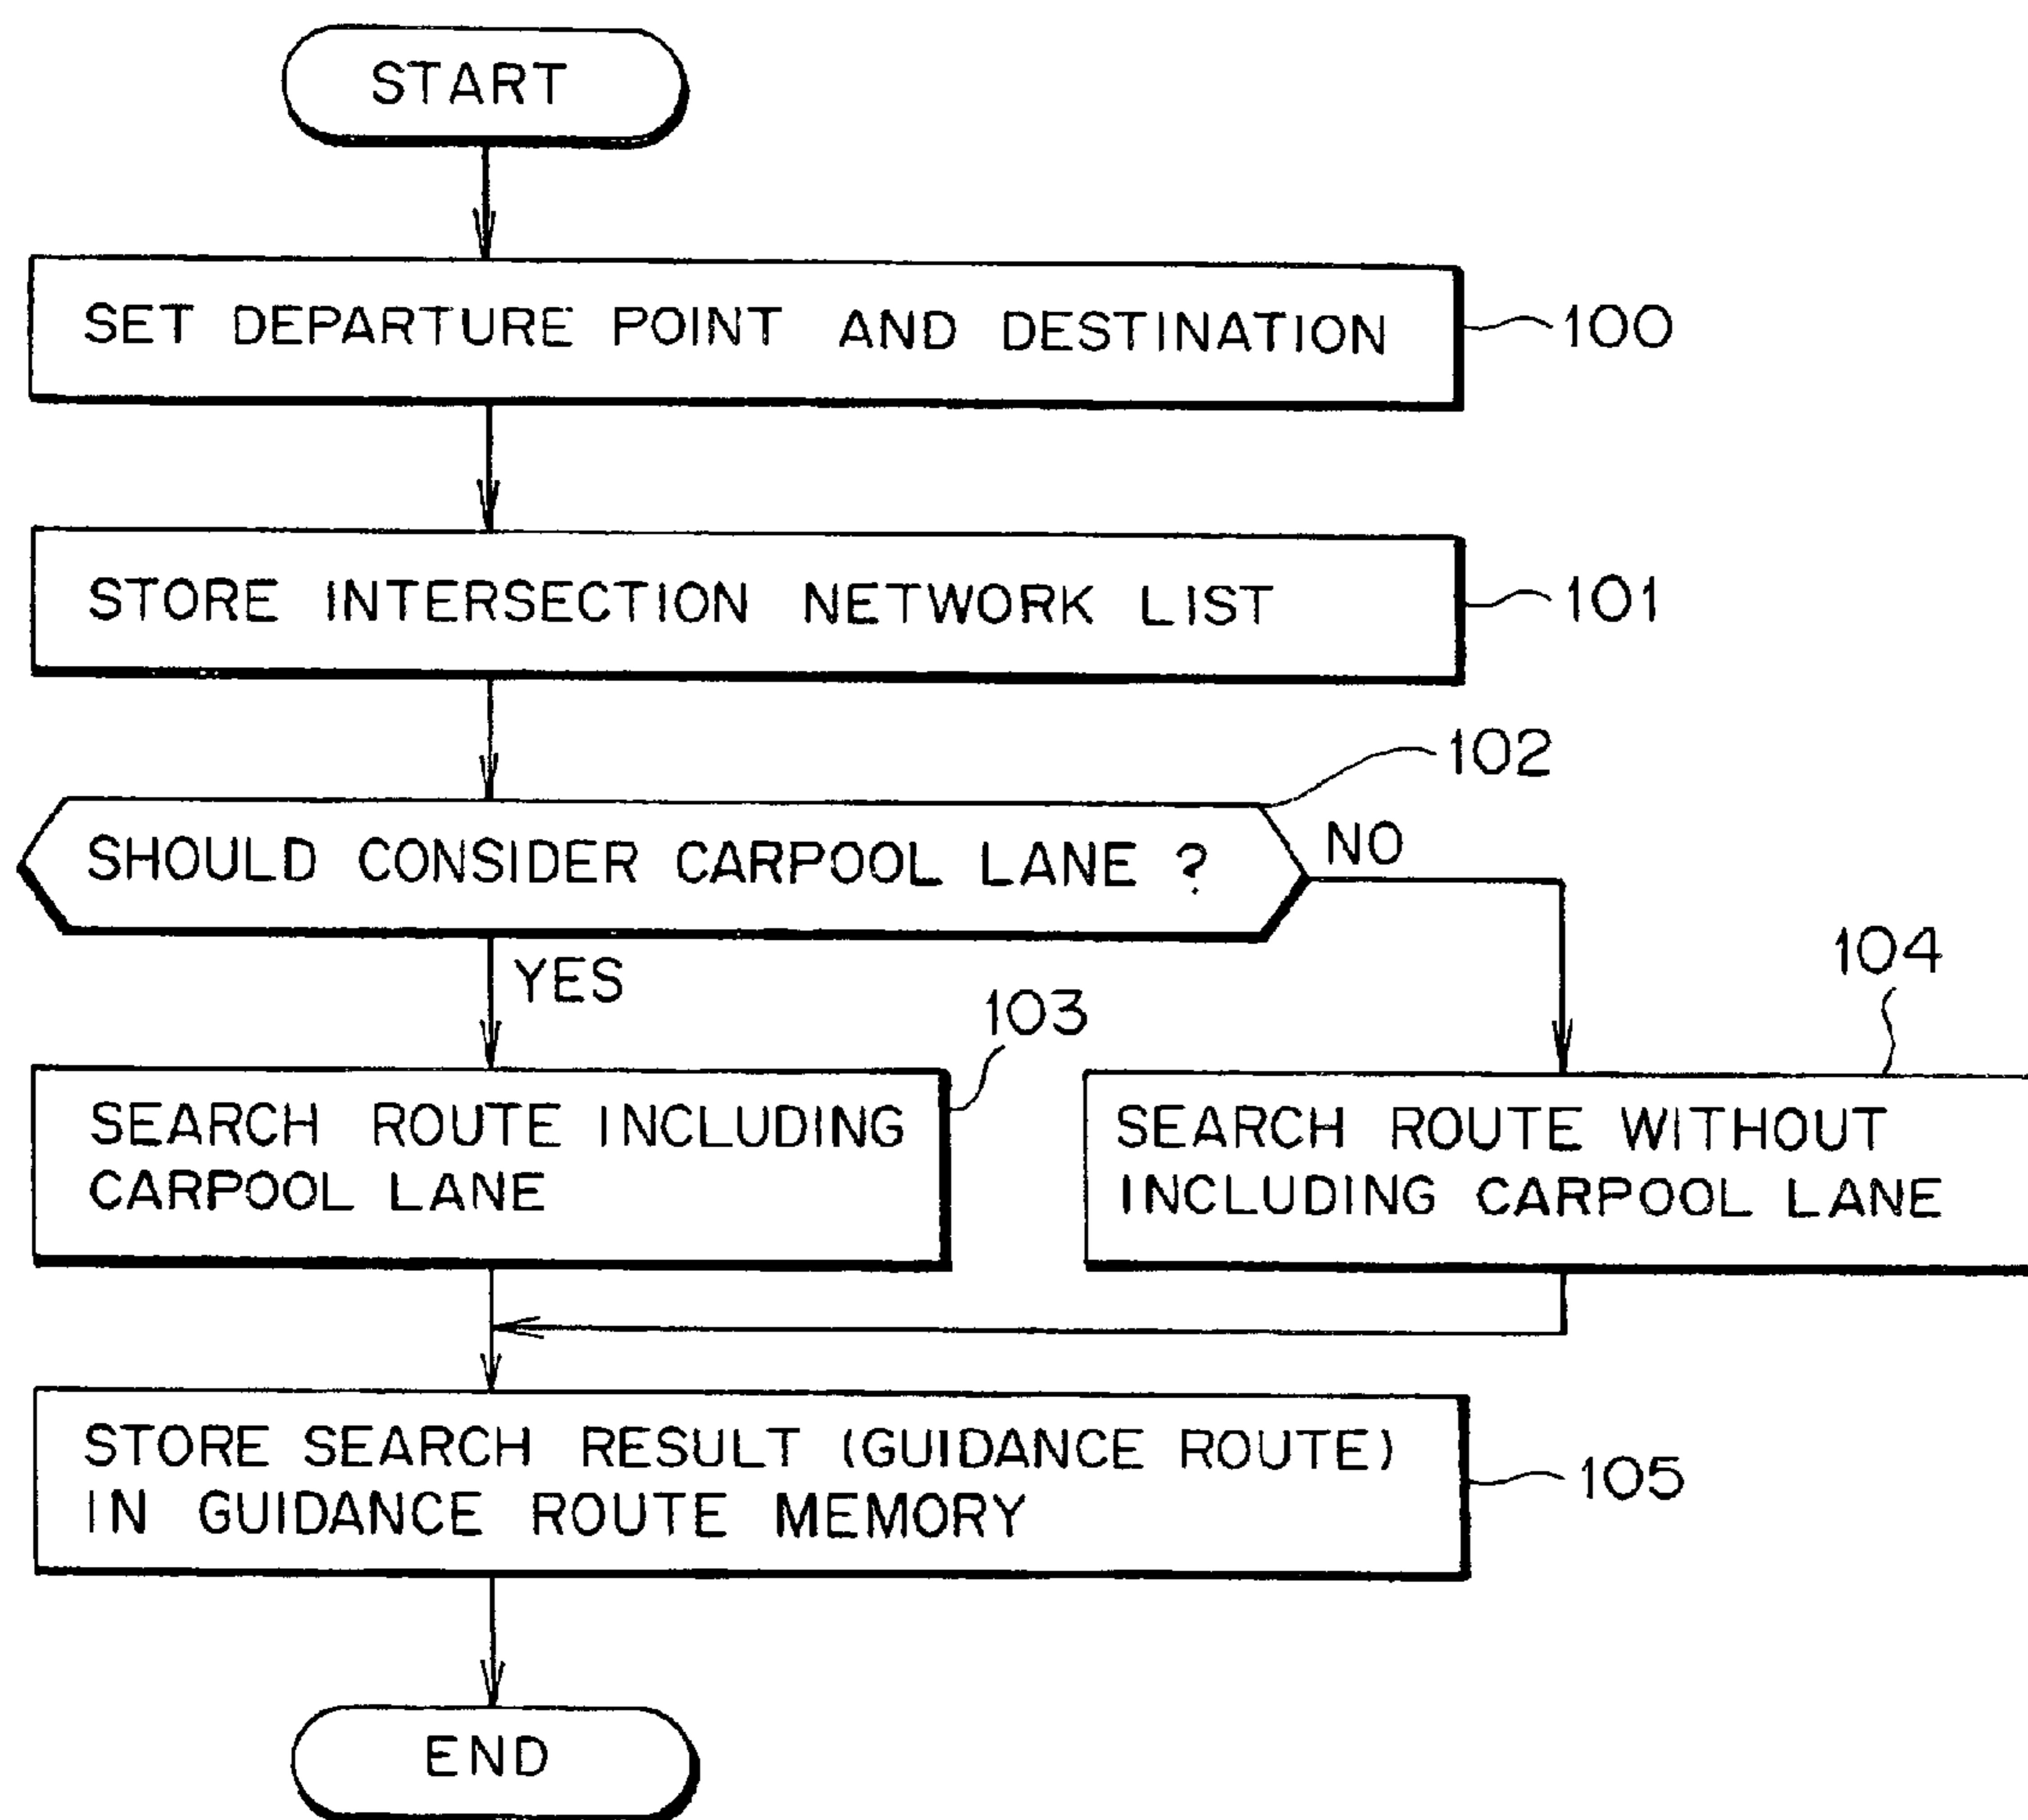 START
SET DEPARTURE POINT AND DESTINATION
100
STORE INTERSECTION NETWORK LIST
101
102
SHOULD CONSIDER CARPOOL LANE ?
NO
YES
103
104
SEARCH ROUTE INCLUDING
CARPOOL LANE
SEARCH ROUTE WITHOUT
INCLUDING CARPOOL LANE
STORE SEARCH RESULT (GUIDANCE ROUTE)
IN GUIDANCE ROUTE MEMORY
105
END